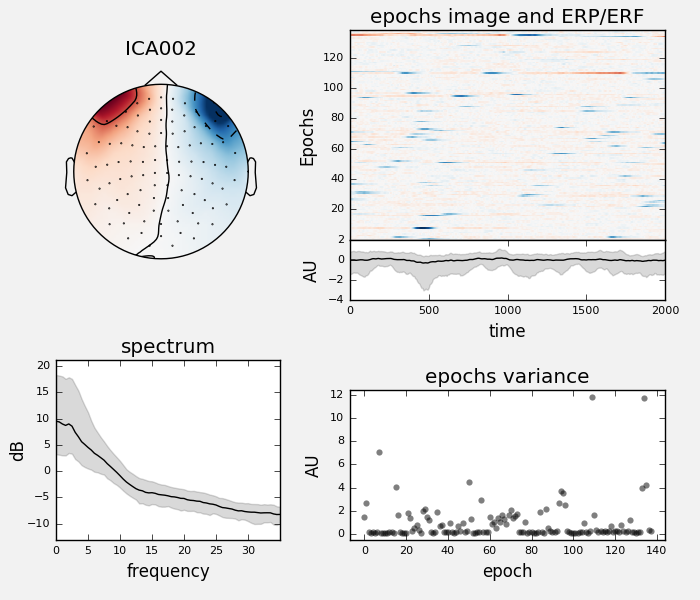 ICA002
epochs image and ERP/ERF
Epochs
120
100
80
60
40
20
2
0
−2
−4
AU
0 500 1000 1500 2000
time
spectrum
20
15
10
5
0
−5
−10
dB
0 5 10 15 20 25 30
frequency
epochs variance
12
10
8
6
4
2
0
AU
0 20 40 60 80 100 120 140
epoch